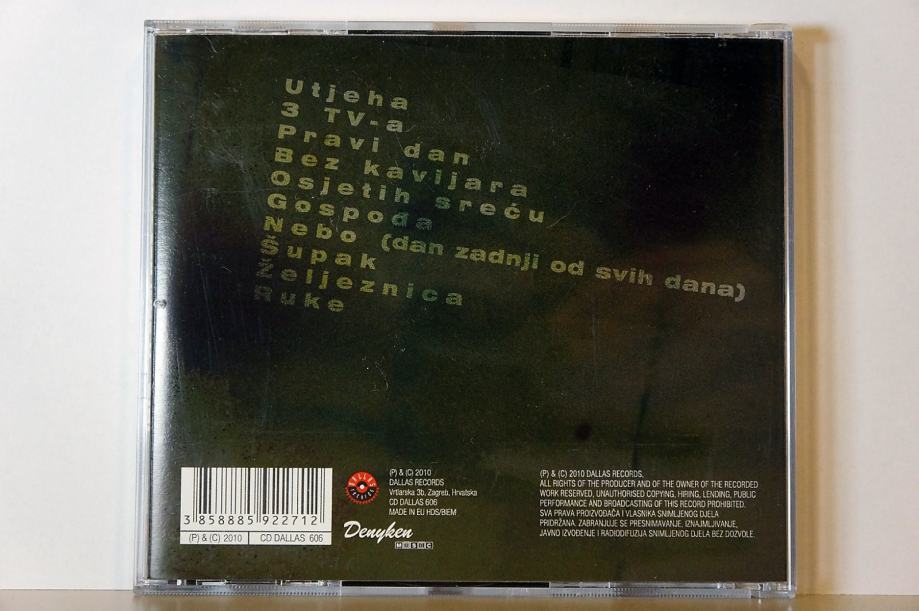 Utjeha
3 TV-a
Pravi dan
Bez kavijara
Osjetih sreću
Gospoda
Nebo (dan zadnji od svih dana)
Šupak
Željeznica
Ruke
3 858885 922712
(P) & (C) 2010 CD DALLAS 606
DALLAS RECORDS
(P) & (C) 2010
DALLAS RECORDS
Vrtlarska 3b, Zagreb, Hrvatska
CD DALLAS 606
MADE IN EU HDS/BIEM
Denyken
MUSIC
(P) & (C) 2010 DALLAS RECORDS.
ALL RIGHTS OF THE PRODUCER AND OF THE OWNER OF THE RECORDED
WORK RESERVED, UNAUTHORISED COPYING, HIRING, LENDING, PUBLIC
PERFORMANCE AND BROADCASTING OF THIS RECORD PROHIBITED.
SVA PRAVA PROIZVOĐAČA I VLASNIKA SNIMLJENOG DJELA
PRIDRŽANA. ZABRANJUJE SE PRESNIMAVANJE, IZNAJMLJIVANJE,
JAVNO IZVOĐENJE I RADIODIFUZIJA SNIMLJENOG DJELA BEZ DOZVOLE.